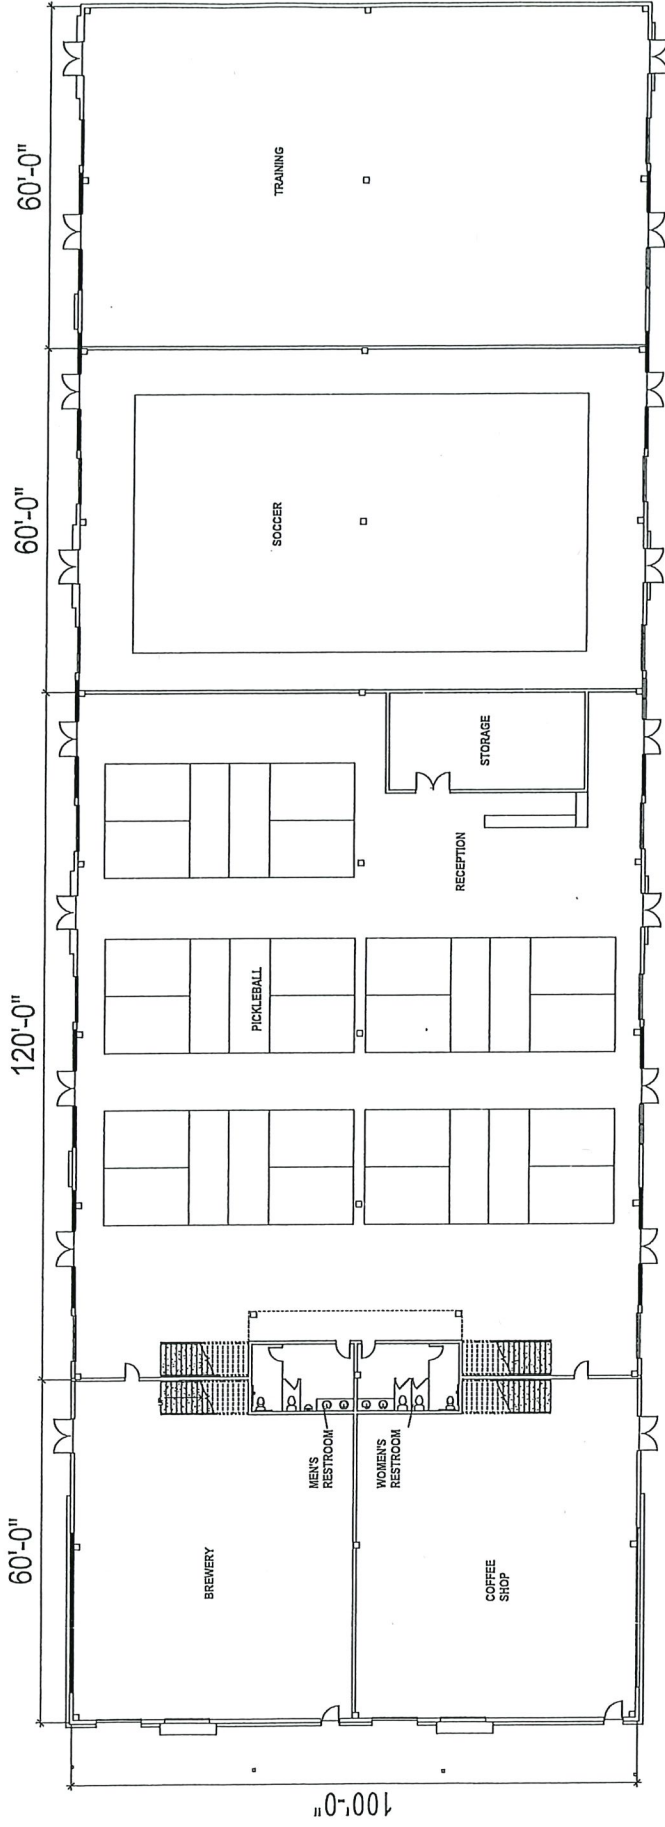 60'-0"
60'-0"
120'-0"
60'-0"
100'-0"
TRAINING
SOCCER
STORAGE
RECEPTION
PICKLEBALL
MEN'S
RESTROOM
WOMEN'S
RESTROOM
BREWERY
COFFEE
SHOP